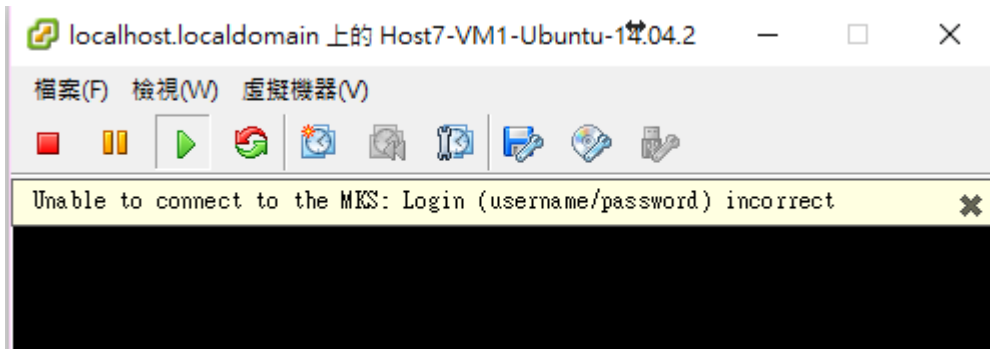 localhost.localdomain 上的 Host7-VM1-Ubuntu-14.04.2
檔案(F) 檢視(W) 虛擬機器(V)
Unable to connect to the MKS: Login (username/password) incorrect